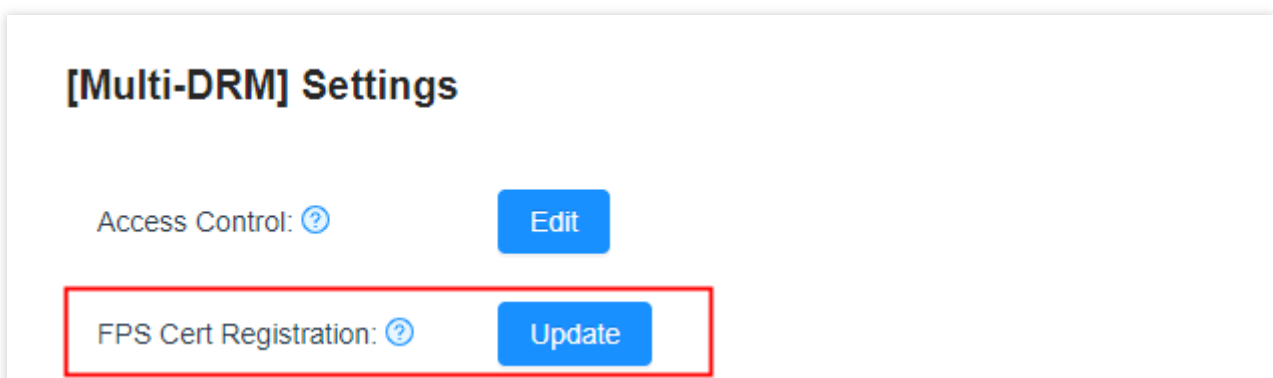 [Multi-DRM] Settings
Access Control: ? Edit
FPS Cert Registration: ? Update